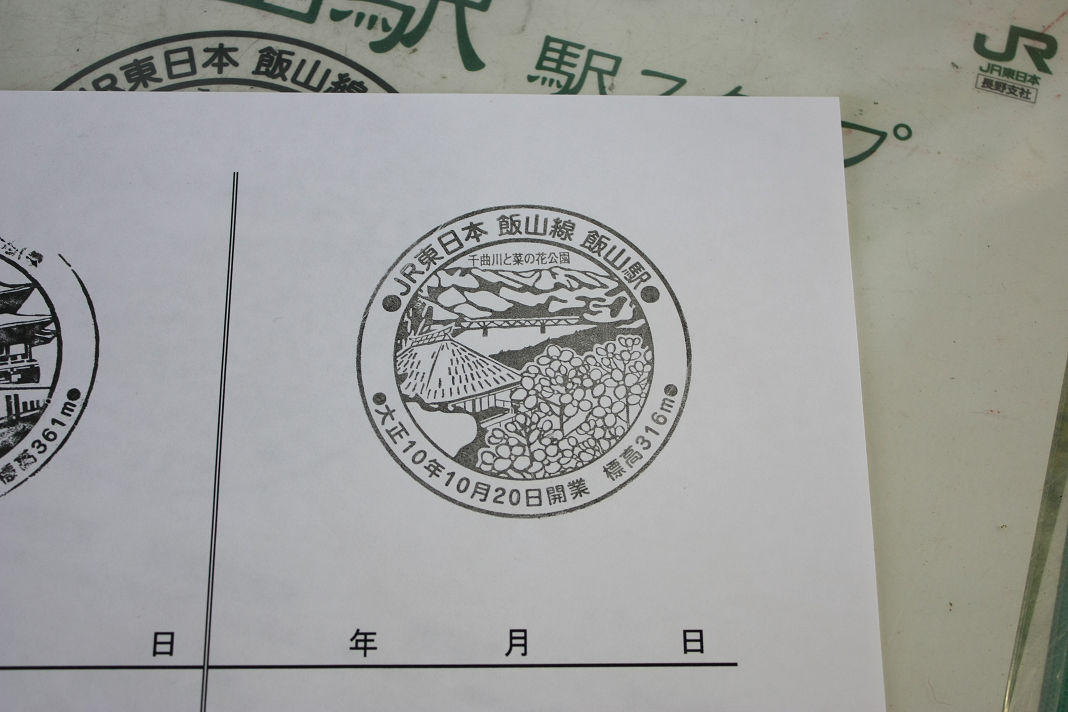 駅
JR東日本 飯山線
駅スタンプ
JR
JR東日本
長野支社
JR東日本 飯山線 飯山駅
千曲川と菜の花公園
大正10年10月20日開業 標高316m
標高361m
日
年 月 日